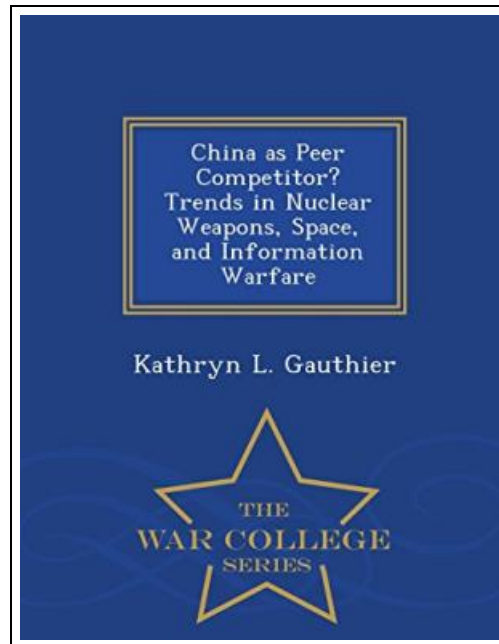 China as Peer
Competitor?
Trends in Nuclear
Weapons, Space,
and Information
Warfare
Kathryn L. Gauthier
THE
WAR COLLEGE
SERIES